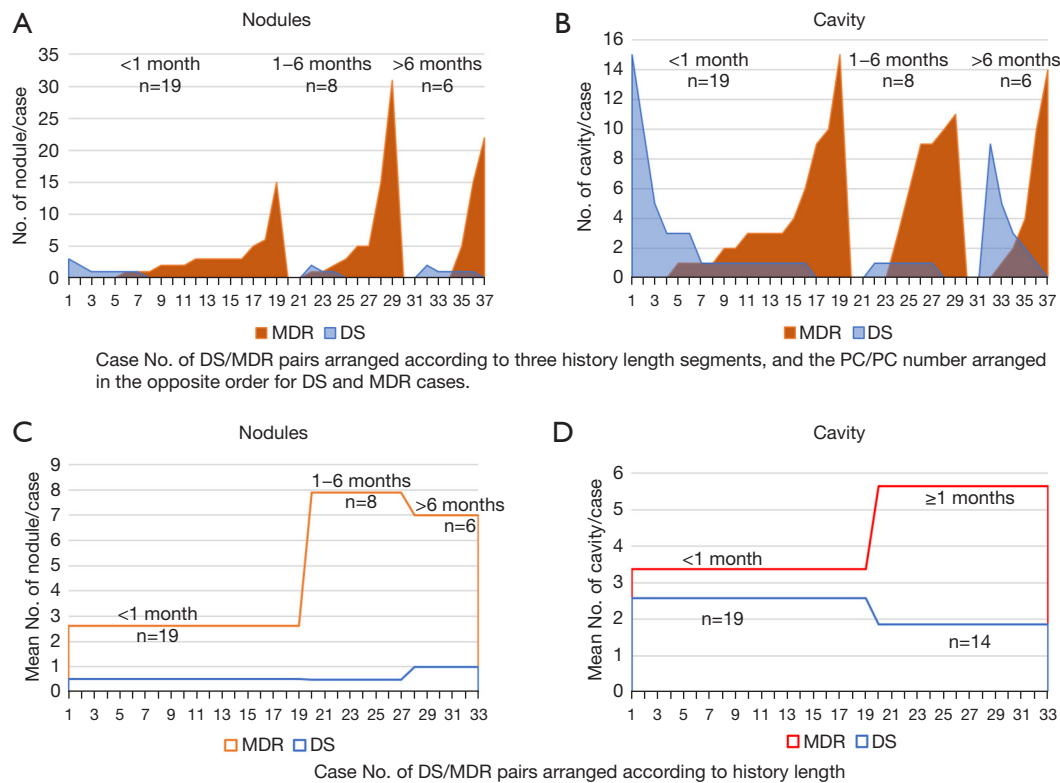 A
Nodules
No. of nodule/case
35
30
25
20
15
10
5
0
<1 month
n=19
1–6 months
n=8
>6 months
n=6
1 3 5 7 9 11 13 15 17 19 21 23 25 27 29 31 33 35 37
MDR DS
B
Cavity
No. of cavity/case
16
14
12
10
8
6
4
2
0
<1 month
n=19
1–6 months
n=8
>6 months
n=6
1 3 5 7 9 11 13 15 17 19 21 23 25 27 29 31 33 35 37
MDR DS
Case No. of DS/MDR pairs arranged according to three history length segments, and the PC/PC number arranged
in the opposite order for DS and MDR cases.
C
Nodules
Mean No. of nodule/case
9
8
7
6
5
4
3
2
1
0
<1 month
n=19
1–6 months
n=8
>6 months
n=6
1 3 5 7 9 11 13 15 17 19 21 23 25 27 29 31 33
MDR DS
D
Cavity
Mean No. of cavity/case
6
5
4
3
2
1
0
<1 month
n=19
≥1 months
n=14
1 3 5 7 9 11 13 15 17 19 21 23 25 27 29 31 33
MDR DS
Case No. of DS/MDR pairs arranged according to history length